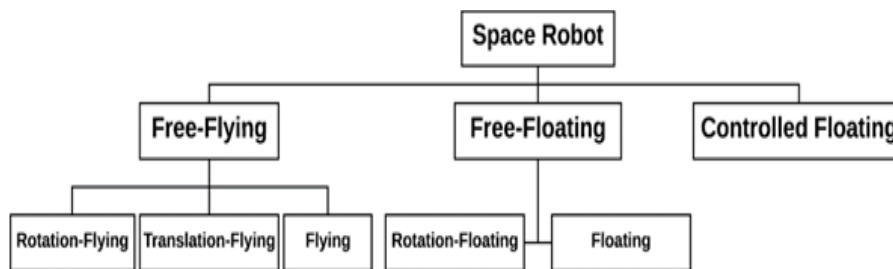 Space Robot
Free-Flying
Free-Floating
Controlled Floating
Rotation-Flying
Translation-Flying
Flying
Rotation-Floating
Floating